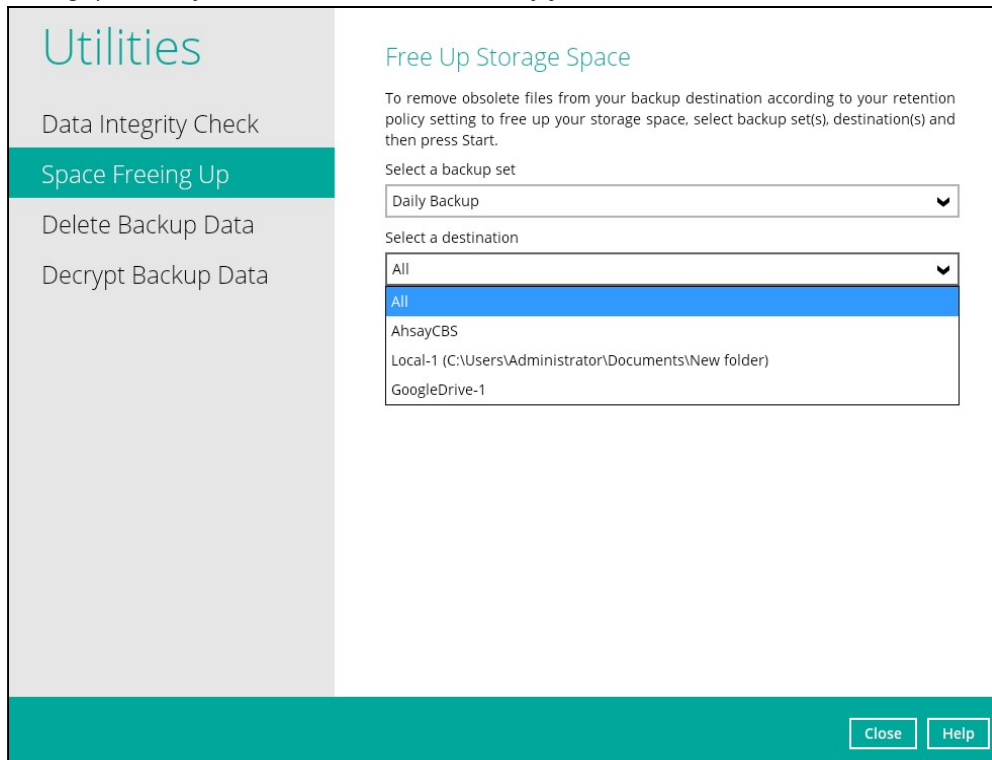 Utilities
Data Integrity Check
Space Freeing Up
Delete Backup Data
Decrypt Backup Data
Free Up Storage Space
To remove obsolete files from your backup destination according to your retention
policy setting to free up your storage space, select backup set(s), destination(s) and
then press Start.
Select a backup set
Daily Backup
Select a destination
All
All
AhsayCBS
Local-1 (C:\Users\Administrator\Documents\New folder)
GoogleDrive-1
Close
Help